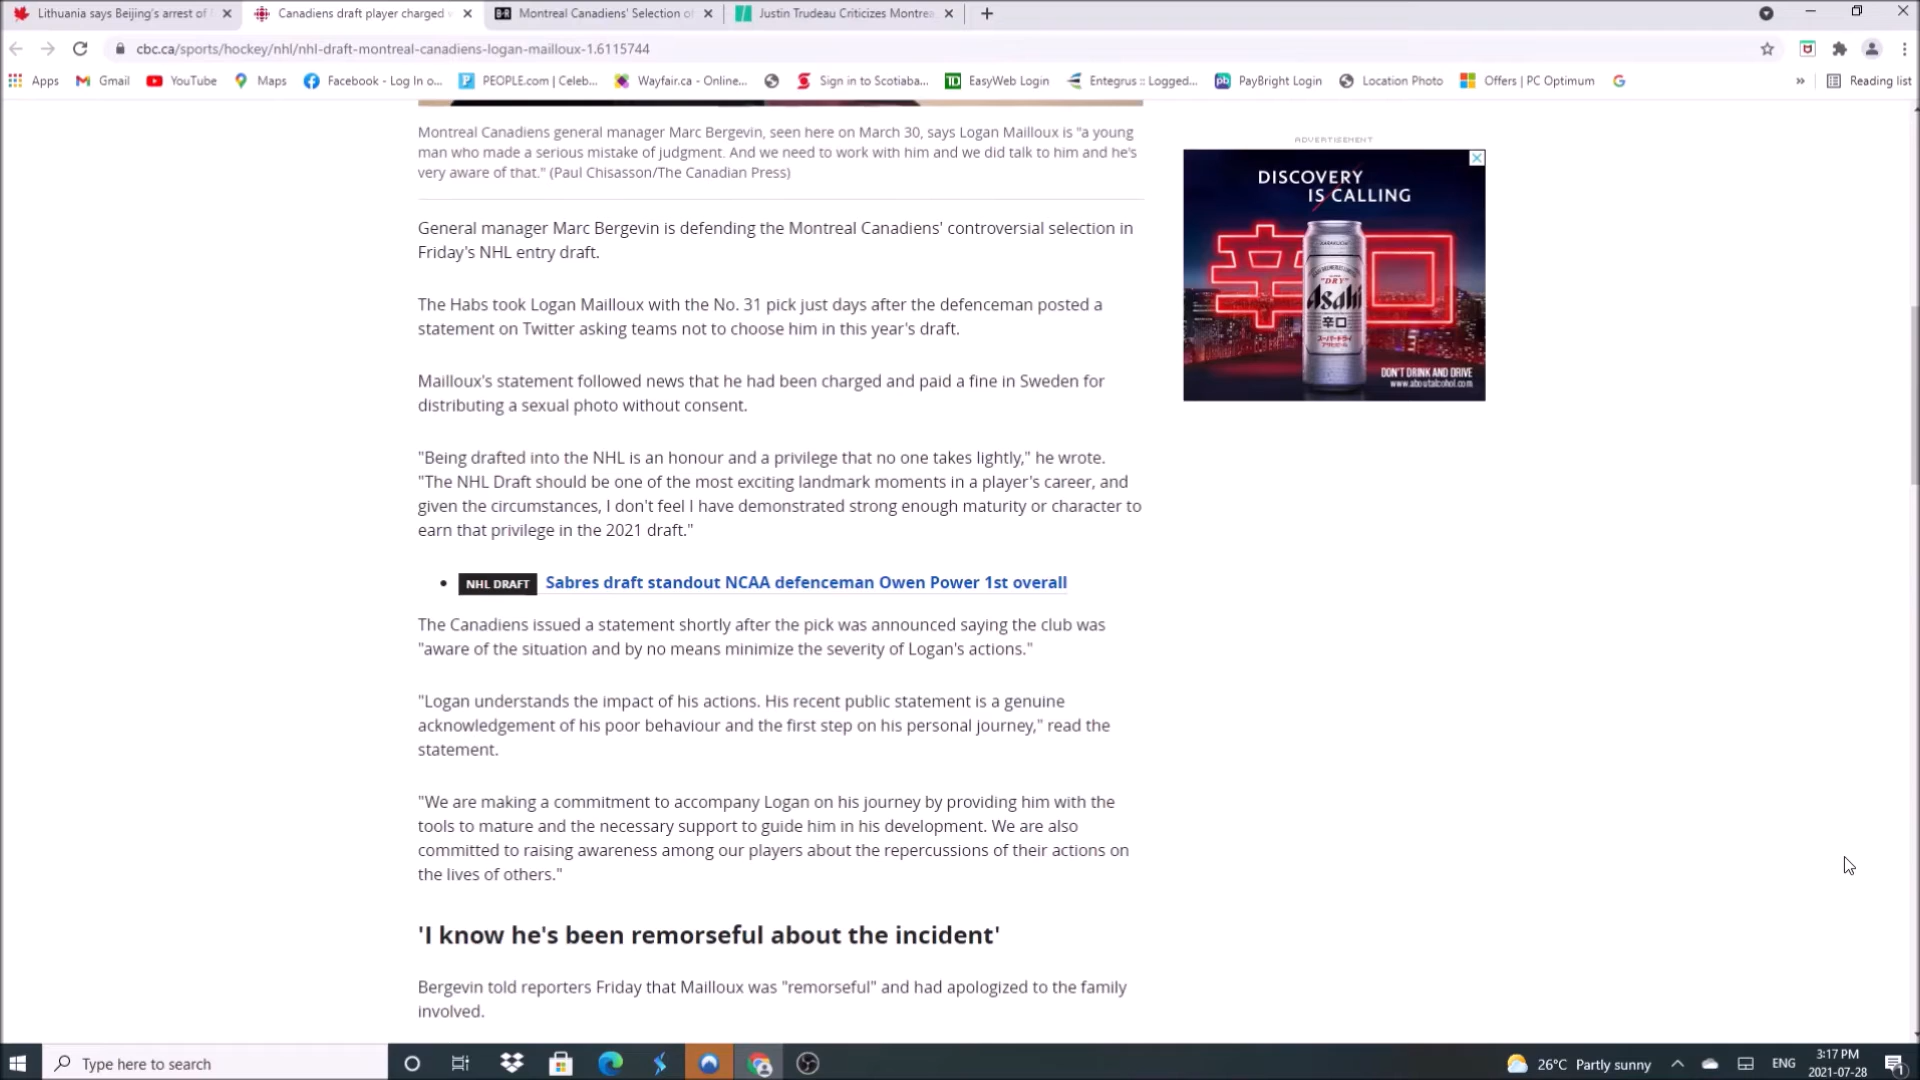 Lithuania says Beijing's arrest of
Canadiens draft player charged
Montreal Canadiens' Selection of
Justin Trudeau Criticizes Montrea
cbc.ca/sports/hockey/nhl/nhl-draft-montreal-canadiens-logan-mailloux-1.6115744
Apps
Gmail
YouTube
Maps
Facebook - Log In o...
PEOPLE.com | Celeb...
Wayfair.ca - Online...
Sign in to Scotiaba...
EasyWeb Login
Entegrus :: Logged...
PayBright Login
Location Photo
Offers | PC Optimum
»
Reading list
Montreal Canadiens general manager Marc Bergevin, seen here on March 30, says Logan Mailloux is "a young
man who made a serious mistake of judgment. And we need to work with him and we did talk to him and he's
very aware of that." (Paul Chisasson/The Canadian Press)
General manager Marc Bergevin is defending the Montreal Canadiens' controversial selection in
Friday's NHL entry draft.
The Habs took Logan Mailloux with the No. 31 pick just days after the defenceman posted a
statement on Twitter asking teams not to choose him in this year's draft.
Mailloux's statement followed news that he had been charged and paid a fine in Sweden for
distributing a sexual photo without consent.
"Being drafted into the NHL is an honour and a privilege that no one takes lightly," he wrote.
"The NHL Draft should be one of the most exciting landmark moments in a player's career, and
given the circumstances, I don't feel I have demonstrated strong enough maturity or character to
earn that privilege in the 2021 draft."
• NHL DRAFT Sabres draft standout NCAA defenceman Owen Power 1st overall
The Canadiens issued a statement shortly after the pick was announced saying the club was
"aware of the situation and by no means minimize the severity of Logan's actions."
"Logan understands the impact of his actions. His recent public statement is a genuine
acknowledgement of his poor behaviour and the first step on his personal journey," read the
statement.
"We are making a commitment to accompany Logan on his journey by providing him with the
tools to mature and the necessary support to guide him in his development. We are also
committed to raising awareness among our players about the repercussions of their actions on
the lives of others."
'I know he's been remorseful about the incident'
Bergevin told reporters Friday that Mailloux was "remorseful" and had apologized to the family
involved.
ADVERTISEMENT
DISCOVERY
IS CALLING
辛口
"DRY"
Asahi
辛口
スーパードライ
DON'T DRINK AND DRIVE
www.aboutalcohol.com
Type here to search
26°C Partly sunny
ENG
3:17 PM
2021-07-28
1